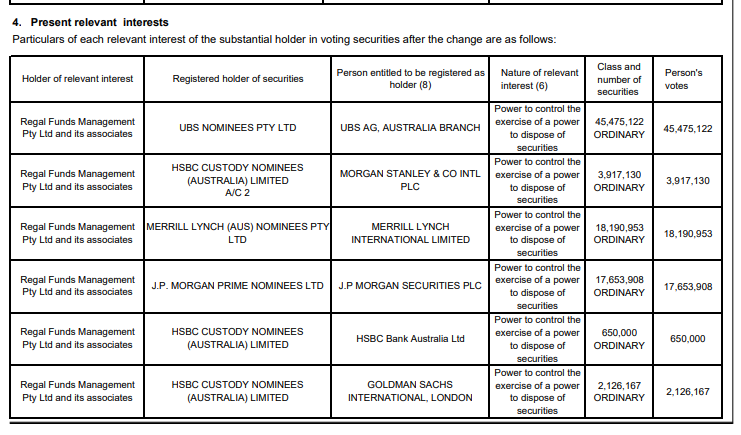 4. Present relevant interests
Particulars of each relevant interest of the substantial holder in voting securities after the change are as follows:
Holder of relevant interest
Registered holder of securities
Person entitled to be registered as
holder (8)
Nature of relevant
interest (6)
Class and
number of
securities
Person's
votes
Regal Funds Management
Pty Ltd and its associates
UBS NOMINEES PTY LTD
UBS AG, AUSTRALIA BRANCH
Power to control the
exercise of a power
to dispose of
securities
45,475,122
ORDINARY
45,475,122
Regal Funds Management
Pty Ltd and its associates
HSBC CUSTODY NOMINEES
(AUSTRALIA) LIMITED
A/C 2
MORGAN STANLEY & CO INTL
PLC
Power to control the
exercise of a power
to dispose of
securities
3,917,130
ORDINARY
3,917,130
Regal Funds Management
Pty Ltd and its associates
MERRILL LYNCH (AUS) NOMINEES PTY
LTD
MERRILL LYNCH
INTERNATIONAL LIMITED
Power to control the
exercise of a power
to dispose of
securities
18,190,953
ORDINARY
18,190,953
Regal Funds Management
Pty Ltd and its associates
J.P. MORGAN PRIME NOMINEES LTD
J.P MORGAN SECURITIES PLC
Power to control the
exercise of a power
to dispose of
securities
17,653,908
ORDINARY
17,653,908
Regal Funds Management
Pty Ltd and its associates
HSBC CUSTODY NOMINEES
(AUSTRALIA) LIMITED
HSBC Bank Australia Ltd
Power to control the
exercise of a power
to dispose of
securities
650,000
ORDINARY
650,000
Regal Funds Management
Pty Ltd and its associates
HSBC CUSTODY NOMINEES
(AUSTRALIA) LIMITED
GOLDMAN SACHS
INTERNATIONAL, LONDON
Power to control the
exercise of a power
to dispose of
securities
2,126,167
ORDINARY
2,126,167